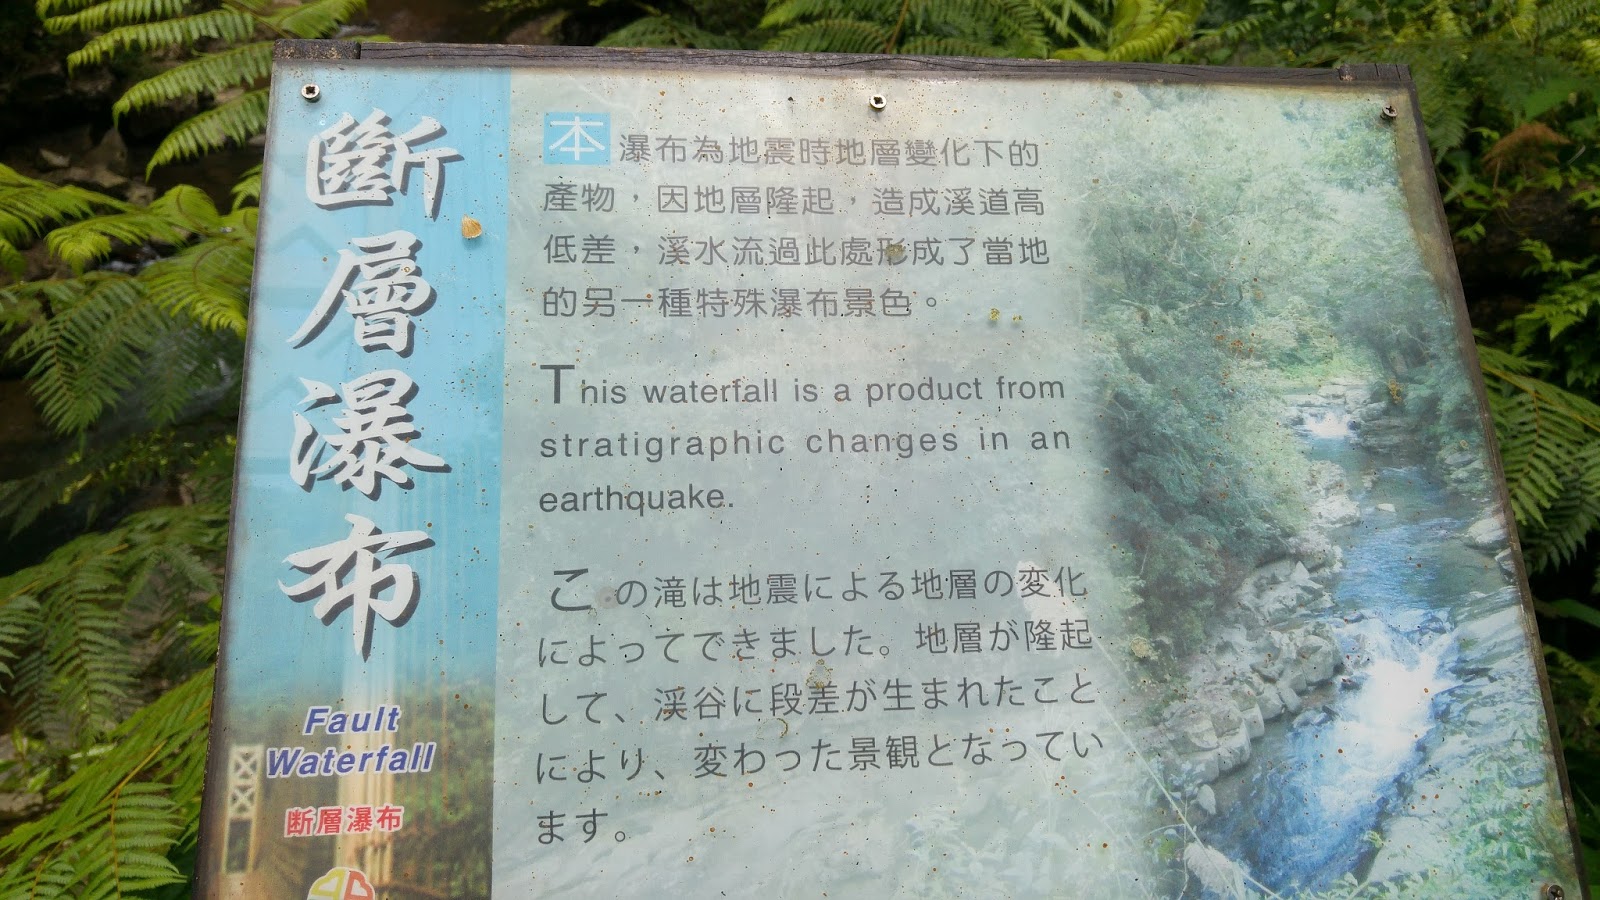 斷層瀑布
Fault
Waterfall
断層瀑布
本瀑布為地震時地層變化下的
產物，因地層隆起，造成溪道高
低差，溪水流過此處形成了當地
的另一種特殊瀑布景色。
This waterfall is a product from
stratigraphic changes in an
earthquake.
この滝は地震による地層の変化
によってできました。地層が隆起
して、渓谷に段差が生まれたこと
により、変わった景観となってい
ます。